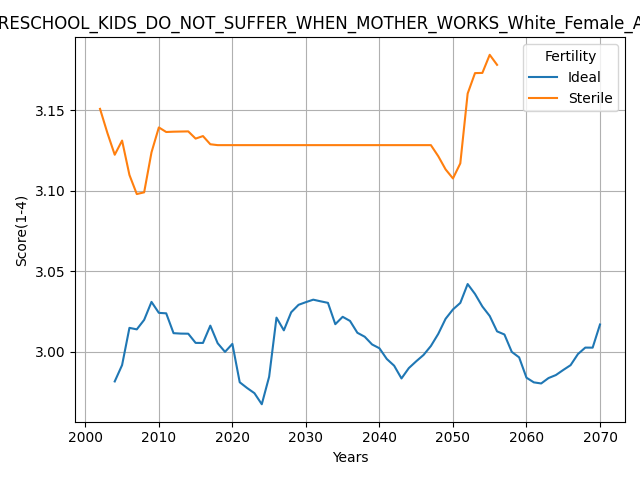 RESCHOOL_KIDS_DO_NOT_SUFFER_WHEN_MOTHER_WORKS_White_Female_A
Fertility
Ideal
Sterile
Score(1-4)
3.15
3.10
3.05
3.00
2000 2010 2020 2030 2040 2050 2060 2070
Years